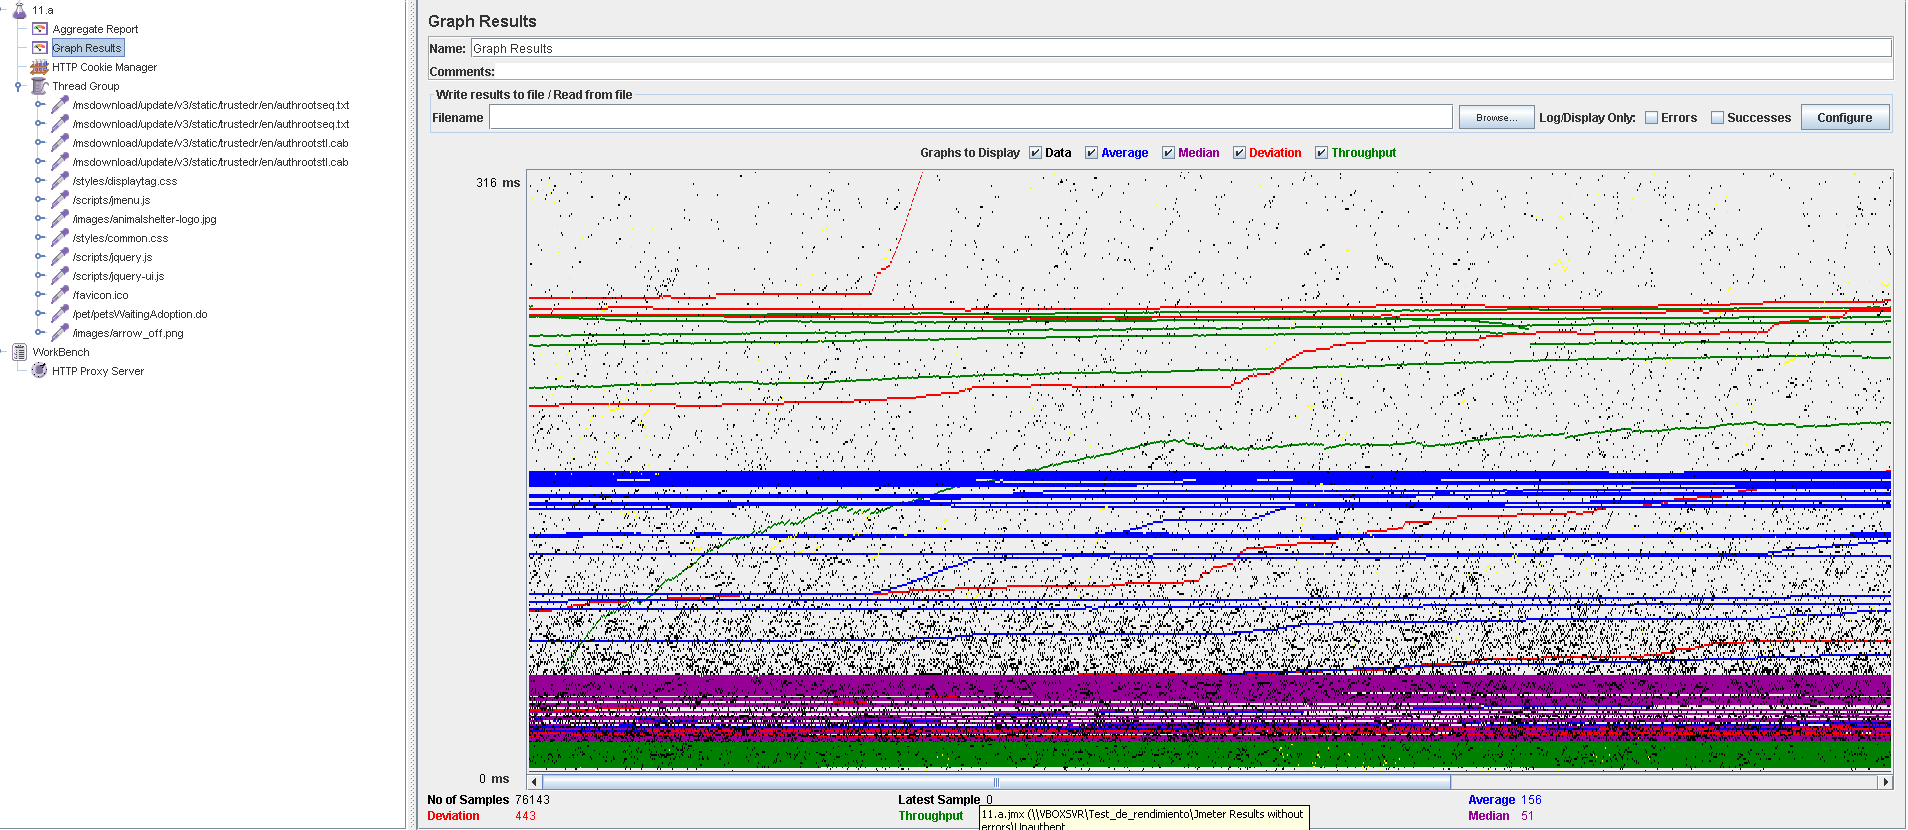 11.a
Aggregate Report
Graph Results
HTTP Cookie Manager
Thread Group
/msdownload/update/v3/static/trustedr/en/authrootseq.txt
/msdownload/update/v3/static/trustedr/en/authrootseq.txt
/msdownload/update/v3/static/trustedr/en/authrootstl.cab
/msdownload/update/v3/static/trustedr/en/authrootstl.cab
/styles/displaytag.css
/scripts/jmenu.js
/images/animalshelter-logo.jpg
/styles/common.css
/scripts/jquery.js
/scripts/jquery-ui.js
/favicon.ico
/pet/petsWaitingAdoption.do
/images/arrow_off.png
WorkBench
HTTP Proxy Server
Graph Results
Name: Graph Results
Comments:
Write results to file / Read from file
Filename Browse... Log/Display Only: Errors Successes Configure
Graphs to Display Data Average Median Deviation Throughput
316 ms
0 ms
No of Samples 76143 Latest Sample 0 Average 156
Deviation 443 Throughput Median 51
11.a.jmx (\\VBOXSVR\Test_de_rendimiento\Jmeter Results without
errors\Unauthent